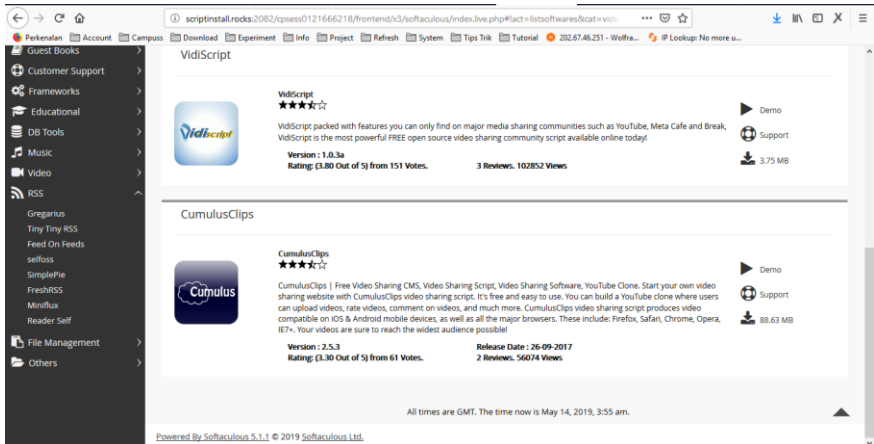 scriptinstall.rocks:2082/cpsess0121666218/frontend/x3/softaculous/index.live.php#act=listsoftwares&cat=vide
Perkenalan Account Campuss Download Experiment Info Project Refresh System Tips Trik Tutorial 202.67.46.251 - Wolfra... IP Lookup: No more u...
Guest Books
Customer Support
Frameworks
Educational
DB Tools
Music
Video
RSS
Gregarius
Tiny Tiny RSS
Feed On Feeds
selfoss
SimplePie
FreshRSS
Miniflux
Reader Self
File Management
Others
VidiScript
Vidiscript
VidiScript
VidiScript packed with features you can only find on major media sharing communities such as YouTube, Meta Cafe and Break,
VidiScript is the most powerful FREE open source video sharing community script available online today!
Version : 1.0.3a
Rating: (3.80 Out of 5) from 151 Votes. 3 Reviews. 102852 Views
Demo
Support
3.75 MB
CumulusClips
Cumulus
CumulusClips
CumulusClips | Free Video Sharing CMS, Video Sharing Script, Video Sharing Software, YouTube Clone. Start your own video
sharing website with CumulusClips video sharing script. It's free and easy to use. You can build a YouTube clone where users
can upload videos, rate videos, comment on videos, and much more. CumulusClips video sharing script produces video
compatible on iOS & Android mobile devices, as well as all the major browsers. These include: Firefox, Safari, Chrome, Opera,
IE7+. Your videos are sure to reach the widest audience possible!
Version : 2.5.3 Release Date : 26-09-2017
Rating: (3.30 Out of 5) from 61 Votes. 2 Reviews. 56074 Views
Demo
Support
88.63 MB
All times are GMT. The time now is May 14, 2019, 3:55 am.
Powered By Softaculous 5.1.1 © 2019 Softaculous Ltd.